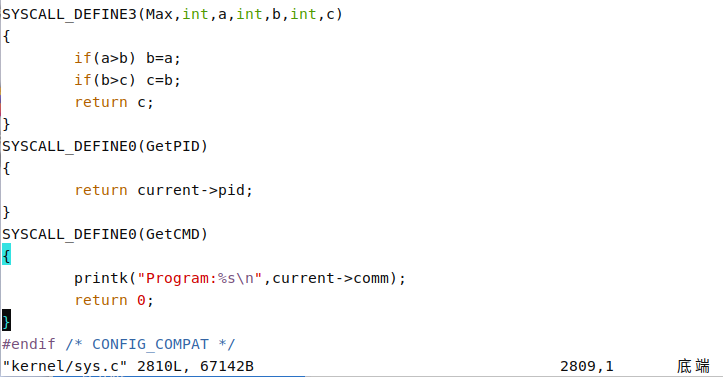 SYSCALL_DEFINE3(Max,int,a,int,b,int,c)
{
        if(a>b) b=a;
        if(b>c) c=b;
        return c;
}
SYSCALL_DEFINE0(GetPID)
{
        return current->pid;
}
SYSCALL_DEFINE0(GetCMD)
{
        printk("Program:%s\n",current->comm);
        return 0;
}
#endif /* CONFIG_COMPAT */
"kernel/sys.c" 2810L, 67142B 2809,1 底端